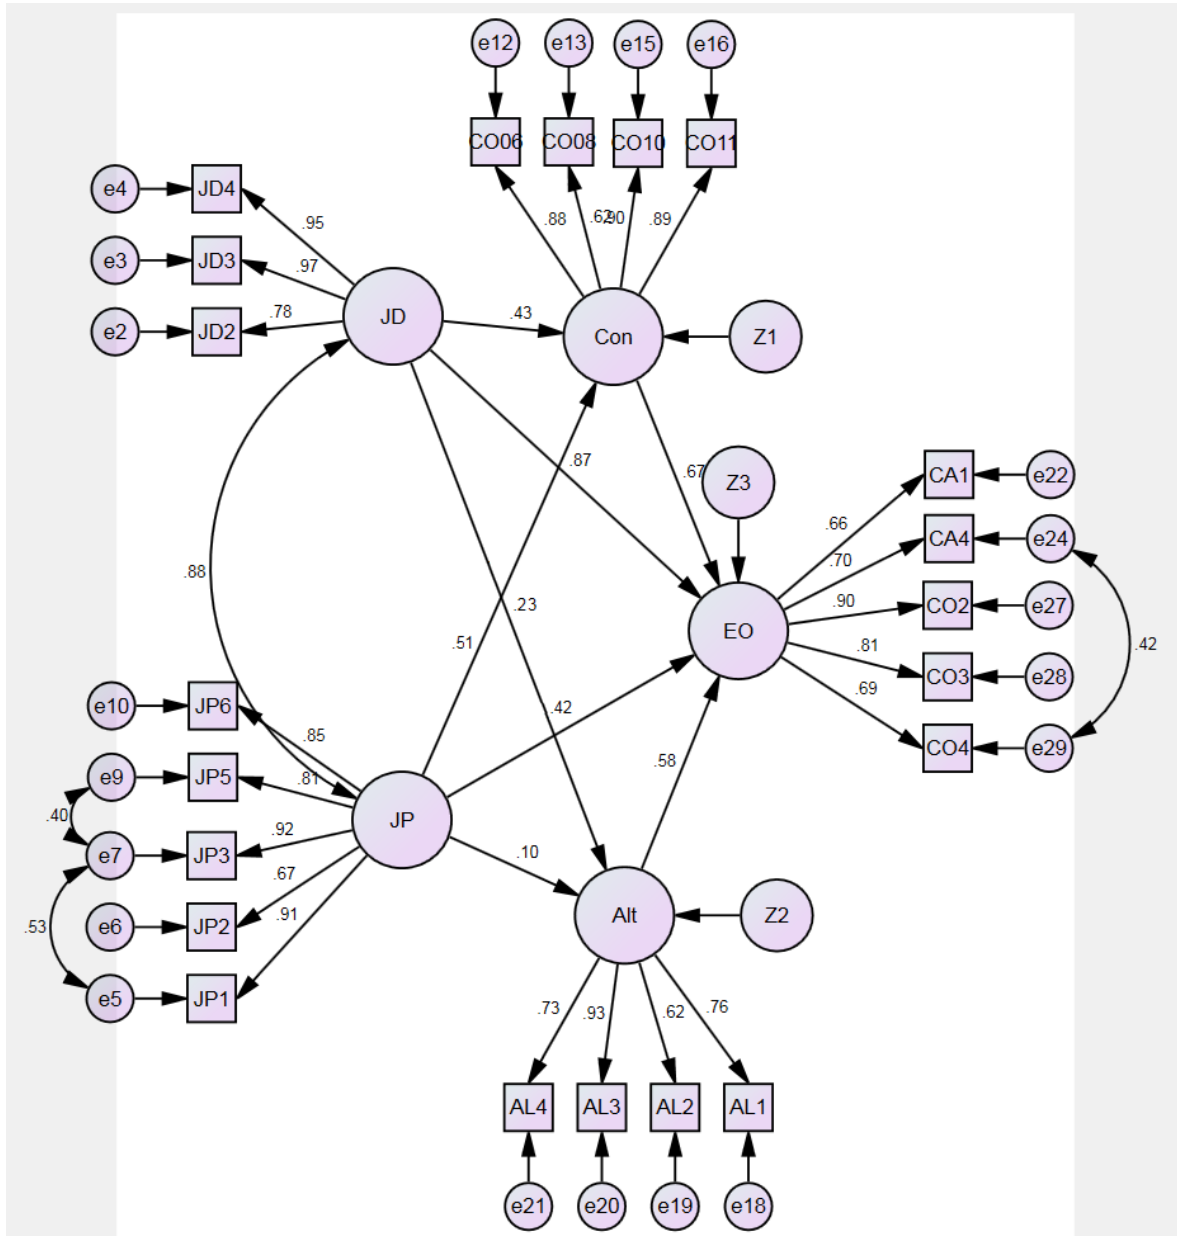 e12 e13 e15 e16
CO06 CO08 CO10 CO11
e4 JD4
.88 .62 .90 .89
.95
e3 JD3
.97
.78
e2 JD2
JD
.43
Con
Z1
.87
.67
Z3
CA1 e22
.66
CA4 e24
.70
.88
.23
.90
CO2 e27
EO
.51
.81
.42
CO3 e28
.69
e10 JP6
.42
.85
CO4 e29
.58
e9 JP5
.81
.40
JP
.92
e7 JP3
.10
.67
.91
.53
e6 JP2
Alt
Z2
e5 JP1
.73 .93 .62 .76
AL4 AL3 AL2 AL1
e21 e20 e19 e18